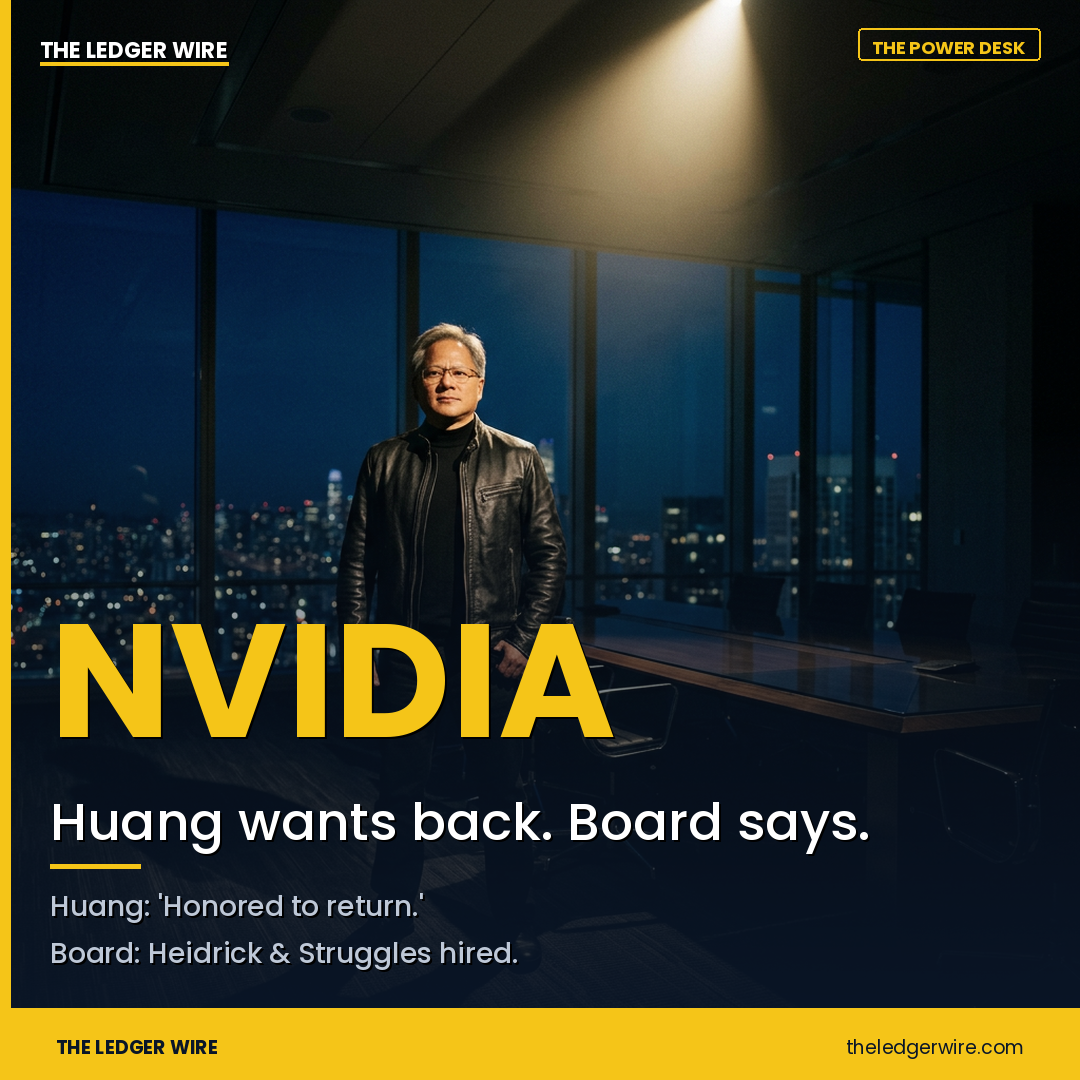 THE LEDGER WIRE
THE POWER DESK
NVIDIA
Huang wants back. Board says.
Huang: 'Honored to return.'
Board: Heidrick & Struggles hired.
THE LEDGER WIRE
theledgerwire.com